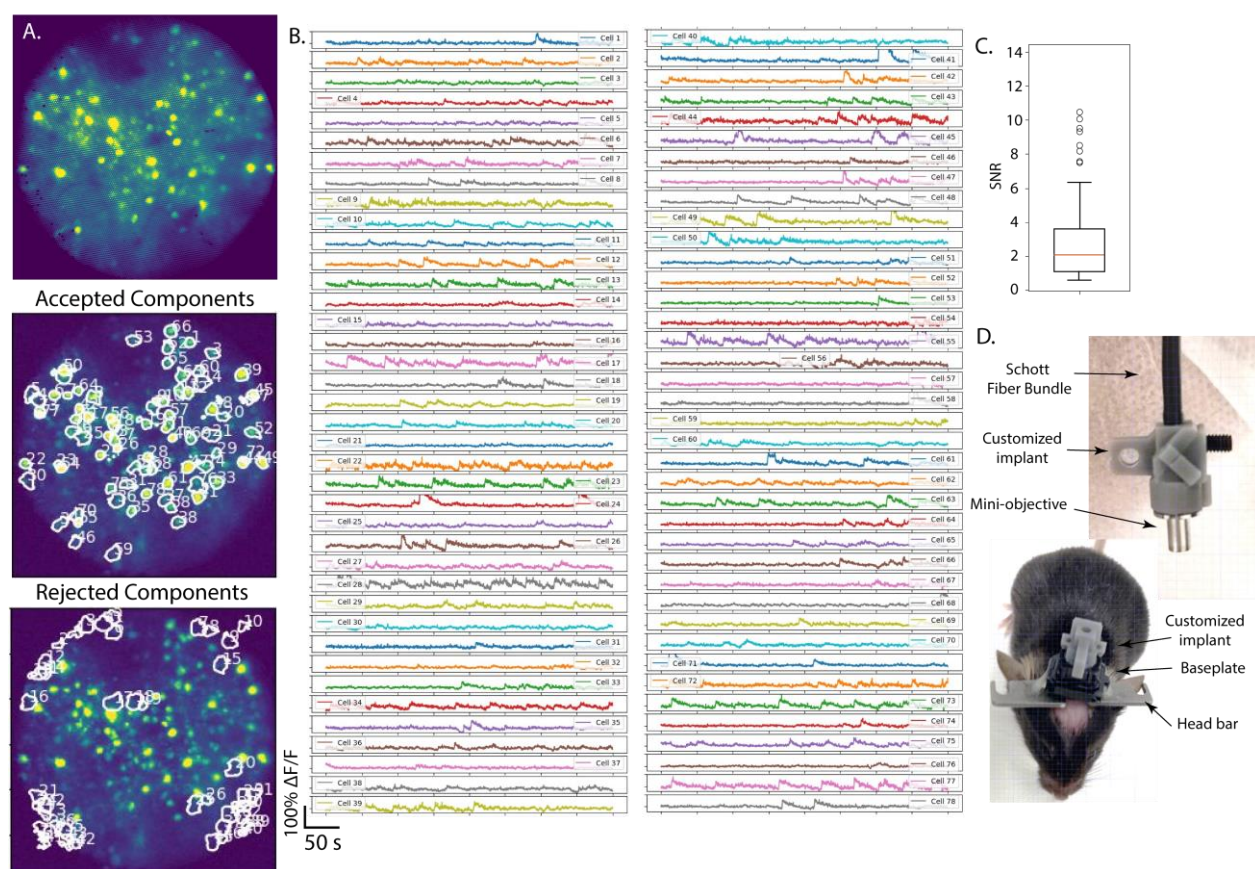 A.
Accepted Components
Rejected Components
B.
Cell 1
Cell 2
Cell 3
Cell 4
Cell 5
Cell 6
Cell 7
Cell 8
Cell 9
Cell 10
Cell 11
Cell 12
Cell 13
Cell 14
Cell 15
Cell 16
Cell 17
Cell 18
Cell 19
Cell 20
Cell 21
Cell 22
Cell 23
Cell 24
Cell 25
Cell 26
Cell 27
Cell 28
Cell 29
Cell 30
Cell 31
Cell 32
Cell 33
Cell 34
Cell 35
Cell 36
Cell 37
Cell 38
Cell 39
100% ΔF/F
50 s
Cell 40
Cell 41
Cell 42
Cell 43
Cell 44
Cell 45
Cell 46
Cell 47
Cell 48
Cell 49
Cell 50
Cell 51
Cell 52
Cell 53
Cell 54
Cell 55
Cell 56
Cell 57
Cell 58
Cell 59
Cell 60
Cell 61
Cell 62
Cell 63
Cell 64
Cell 65
Cell 66
Cell 67
Cell 68
Cell 69
Cell 70
Cell 71
Cell 72
Cell 73
Cell 74
Cell 75
Cell 76
Cell 77
Cell 78
C.
SNR
14
12
10
8
6
4
2
0
D.
Schott
Fiber Bundle
Customized
implant
Mini-objective
Customized
implant
Baseplate
Head bar